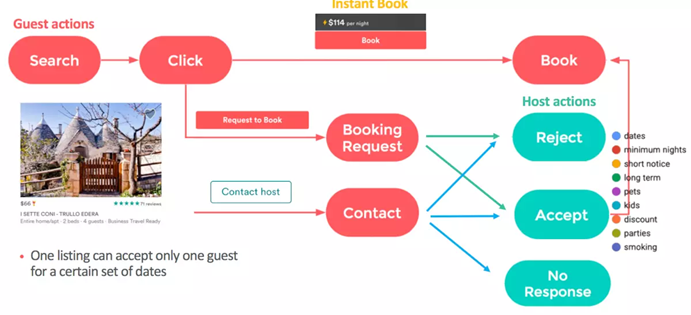 Instant Book
Guest actions
$114 per night
Book
Search
Click
Book
Host actions
Request to Book
Booking
Request
Reject
dates
minimum nights
short notice
long term
pets
kids
discount
parties
smoking
Contact host
Contact
Accept
No
Response
$66
71 reviews
I SETTE CONI - TRULLO EDERA
Entire home/apt · 2 beds · 4 guests · Business Travel Ready
• One listing can accept only one guest
for a certain set of dates